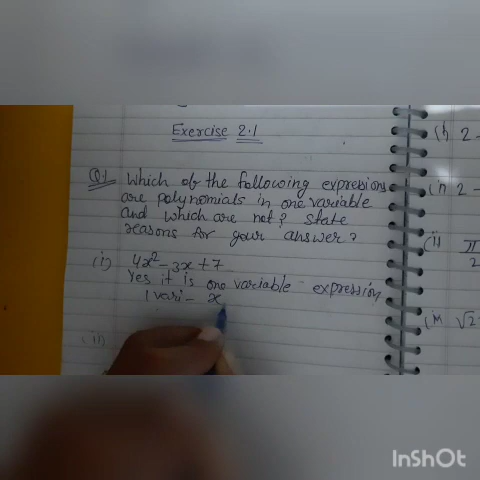 Exercise 2.1
Q.1 Which of the following expresions
are polynomials in one variable
and which are not? State
reasons for your answer?
(i) 4x²-3x+7
Yes it is one variable expression
1 vari - x
(ii)
(i) 2-
(ii) 2-
(iii π/2
(iv √2
InShOt